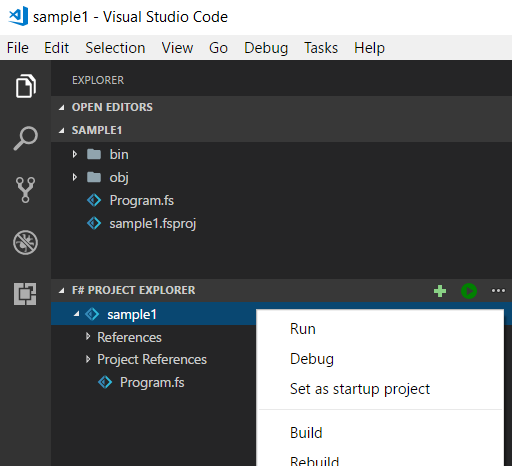 sample1 - Visual Studio Code
File Edit Selection View Go Debug Tasks Help
EXPLORER
OPEN EDITORS
SAMPLE1
bin
obj
Program.fs
sample1.fsproj
F# PROJECT EXPLORER
sample1
References
Project References
Program.fs
Run
Debug
Set as startup project
Build
Rebuild